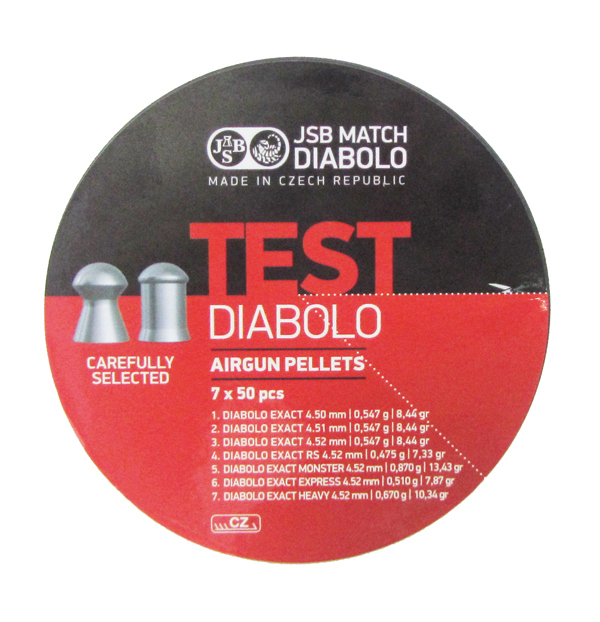 JSB
JSB MATCH
DIABOLO
MADE IN CZECH REPUBLIC
TEST
DIABOLO
CAREFULLY
SELECTED
AIRGUN PELLETS
7 x 50 pcs
1. DIABOLO EXACT 4.50 mm | 0,547 g | 8,44 gr
2. DIABOLO EXACT 4.51 mm | 0,547 g | 8,44 gr
3. DIABOLO EXACT 4.52 mm | 0,547 g | 8,44 gr
4. DIABOLO EXACT RS 4.52 mm | 0,475 g | 7,33 gr
5. DIABOLO EXACT MONSTER 4.52 mm | 0,870 g | 13,43 gr
6. DIABOLO EXACT EXPRESS 4.52 mm | 0,510 g | 7,87 gr
7. DIABOLO EXACT HEAVY 4.52 mm | 0,670 g | 10,34 gr
CZ